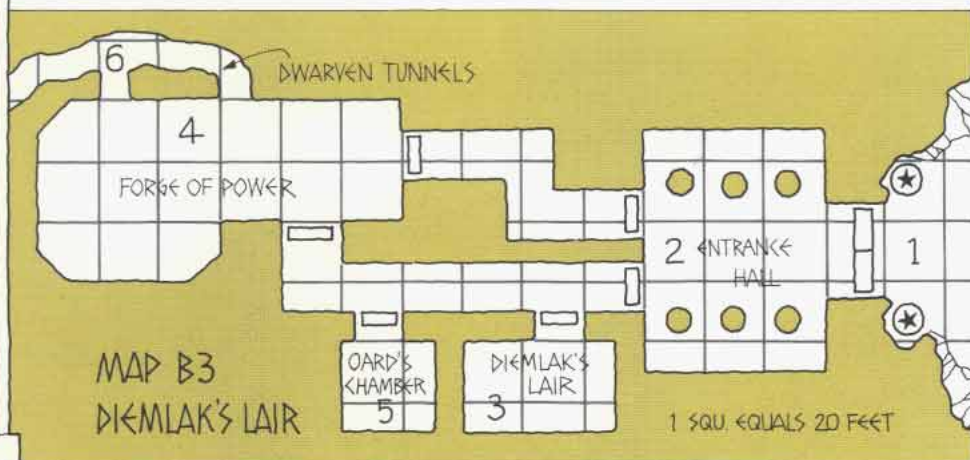 6
DWARVEN TUNNELS
4
FORGE OF POWER
2 ENTRANCE
HALL
1
MAP B3
DIEMLAK'S LAIR
OARD'S
CHAMBER
5
DIEMLAK'S
LAIR
3
1 SQU. EQUALS 20 FEET